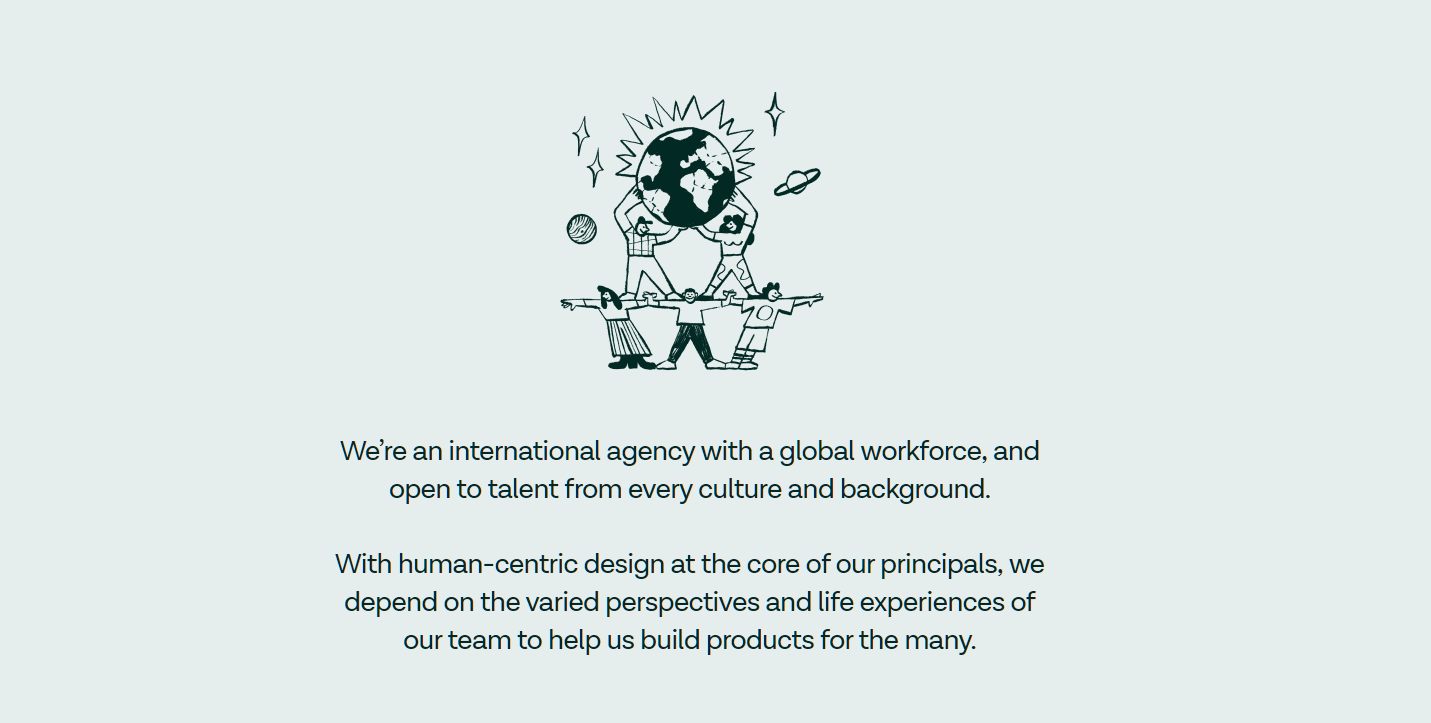 We’re an international agency with a global workforce, and
open to talent from every culture and background.
With human-centric design at the core of our principals, we
depend on the varied perspectives and life experiences of
our team to help us build products for the many.